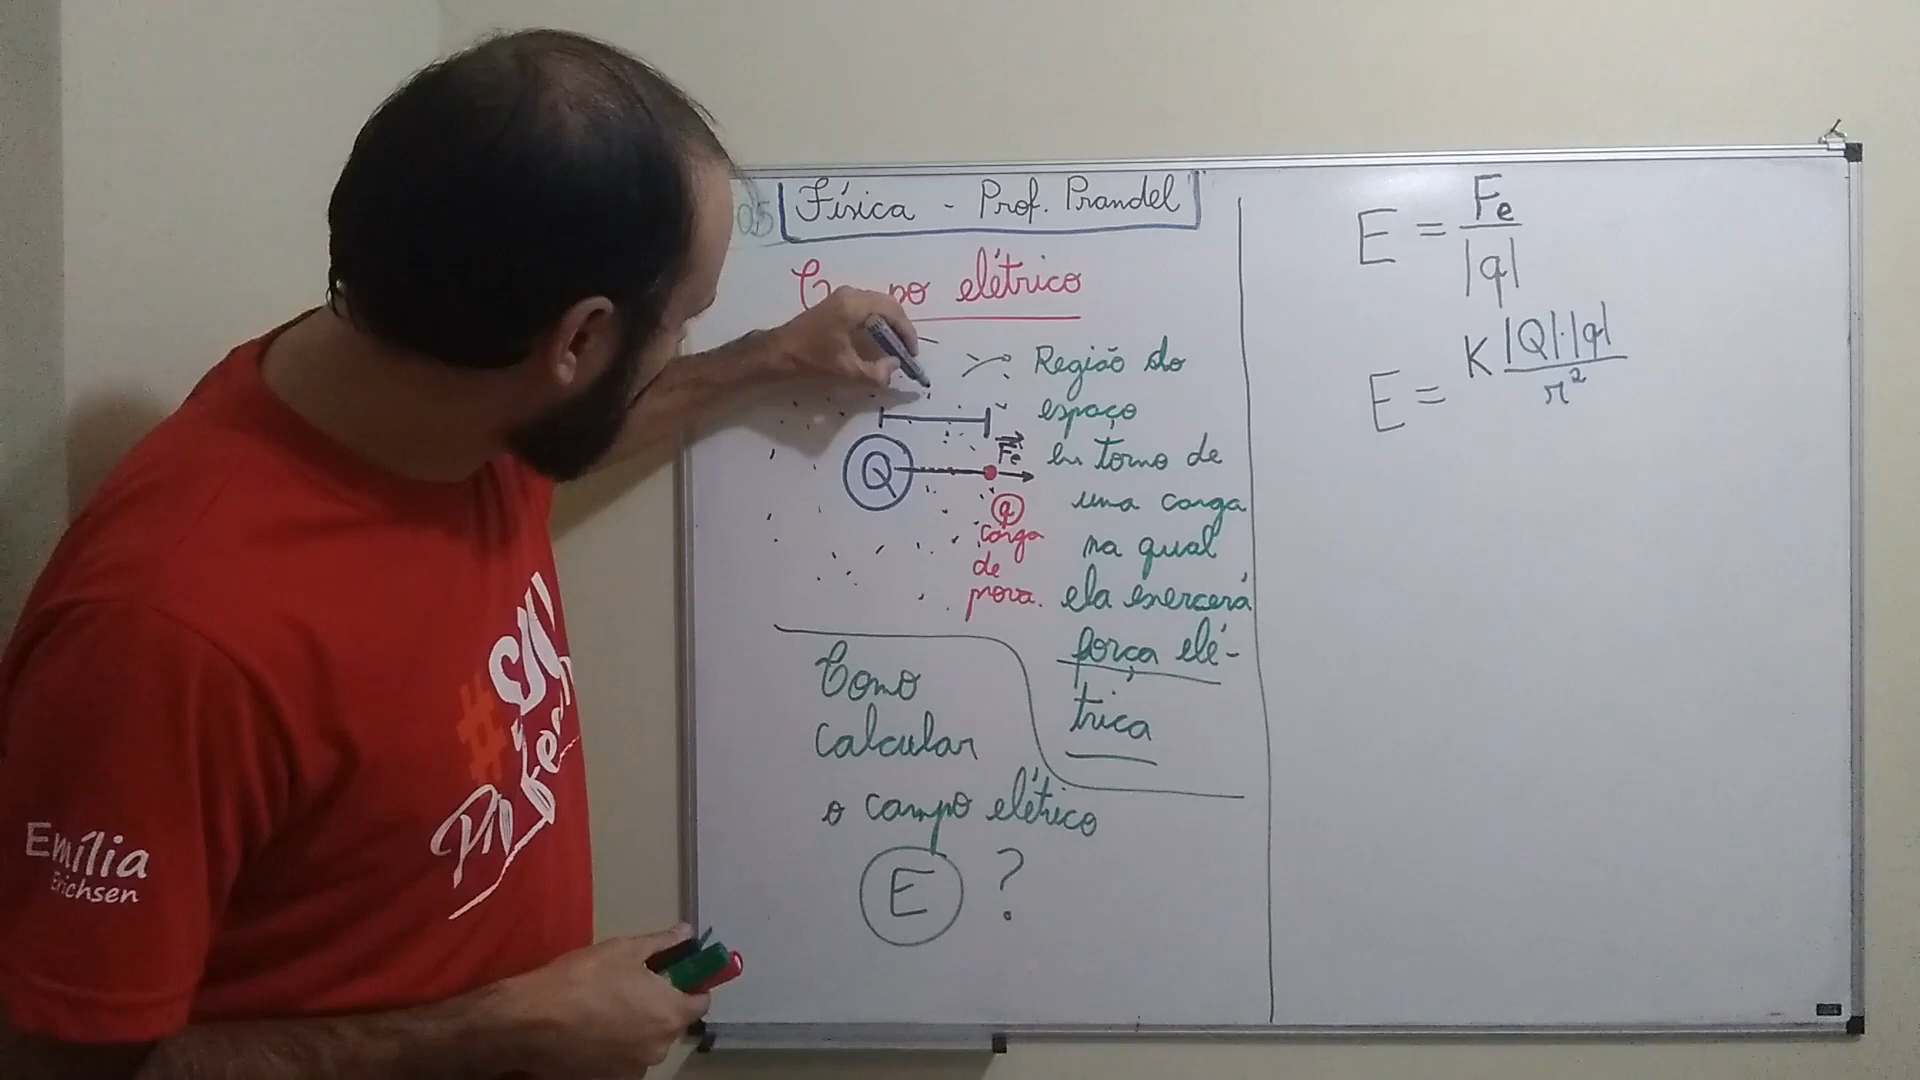 05 Física - Prof. Prandel
Campo elétrico
Região do
espaço
em torno de
uma carga
na qual
ela exercerá
força elé-
trica
Q
Fe
q
carga
de
prova.
Como
calcular
o campo elétrico
E ?
E = Fe / |q|
E = K |Q|.|q| / r²
Emília
Erichsen
#SOU